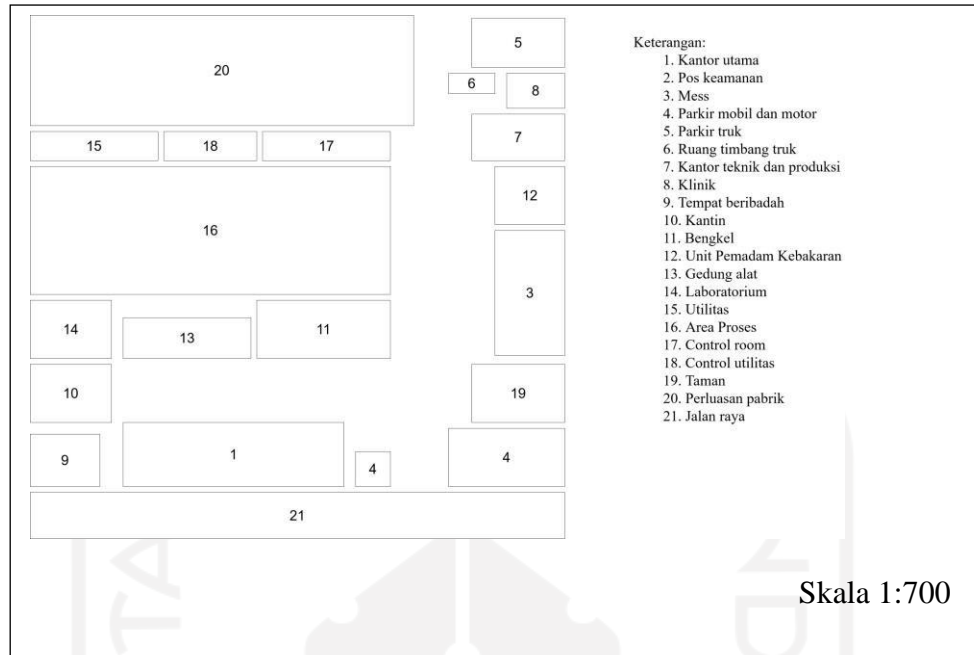 20
5
6
8
15
18
17
7
12
16
3
14
13
11
10
19
9
1
4
4
21
Keterangan:
1. Kantor utama
2. Pos keamanan
3. Mess
4. Parkir mobil dan motor
5. Parkir truk
6. Ruang timbang truk
7. Kantor teknik dan produksi
8. Klinik
9. Tempat beribadah
10. Kantin
11. Bengkel
12. Unit Pemadam Kebakaran
13. Gedung alat
14. Laboratorium
15. Utilitas
16. Area Proses
17. Control room
18. Control utilitas
19. Taman
20. Perluasan pabrik
21. Jalan raya
Skala 1:700